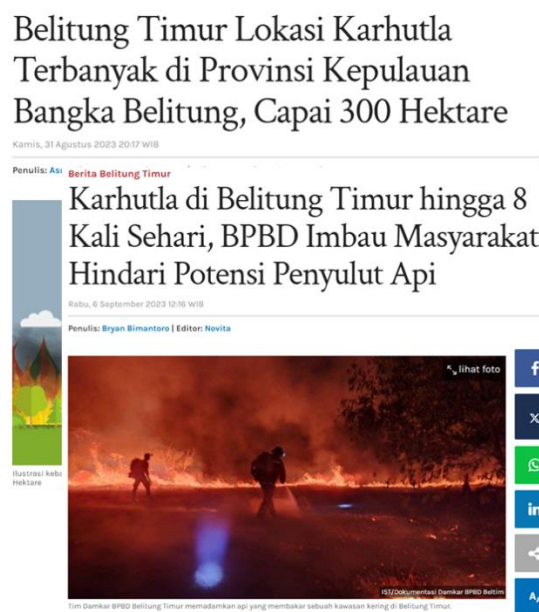 Belitung Timur Lokasi Karhutla
Terbanyak di Provinsi Kepulauan
Bangka Belitung, Capai 300 Hektare
Kamis, 31 Agustus 2023 20:17 WIB
Penulis: As
Berita Belitung Timur
Karhutla di Belitung Timur hingga 8
Kali Sehari, BPBD Imbau Masyarakat
Hindari Potensi Penyulut Api
Rabu, 6 September 2023 12:16 WIB
Penulis: Bryan Bimantoro | Editor: Novita
lihat foto
Ilustrasi keba
Hektare
IST/Dokumentasi Damkar BPBD Beltim
Tim Damkar BPBD Belitung Timur memadamkan api yang membakar sebuah kawasan kering di Belitung Timur.